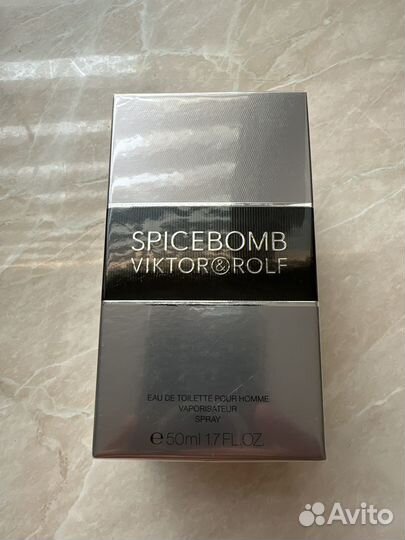 SPICEBOMB
VIKTOR&ROLF
EAU DE TOILETTE POUR HOMME
VAPORISATEUR
SPRAY
℮50ml 1.7 FL.OZ.
Avito